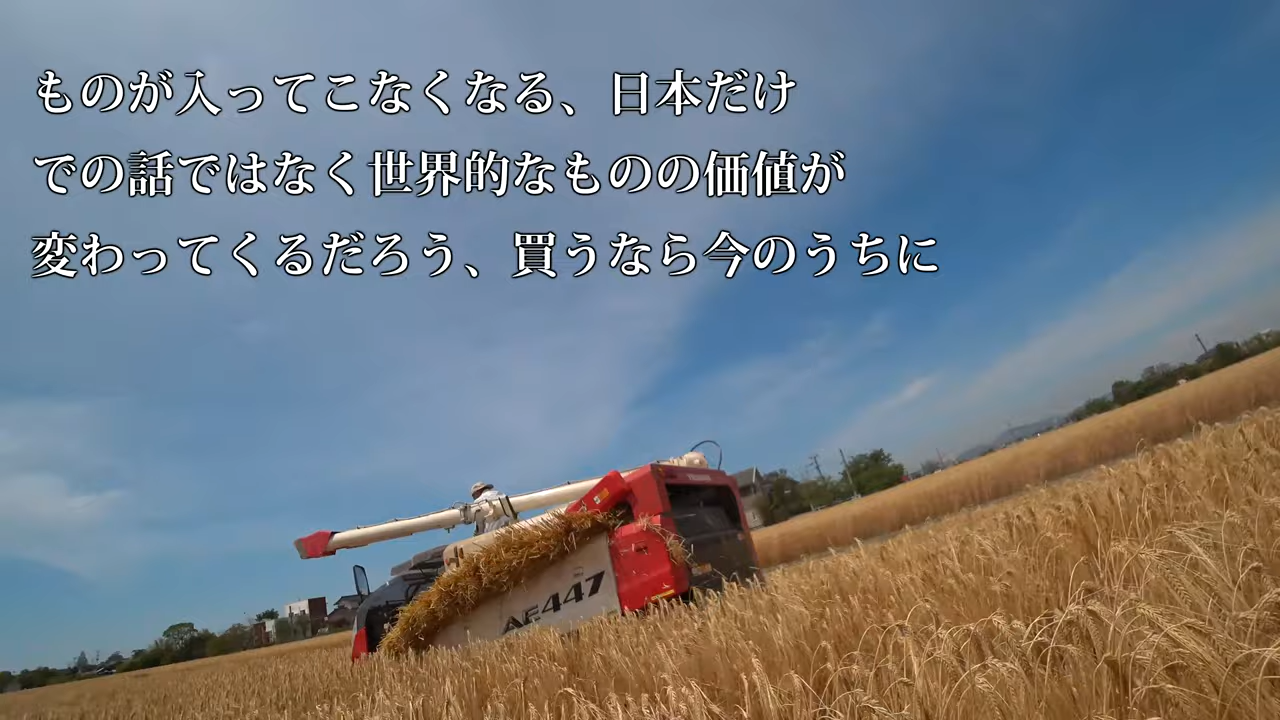 ものが入ってこなくなる、日本だけ
での話ではなく世界的なものの価値が
変わってくるだろう、買うなら今のうちに
AF447